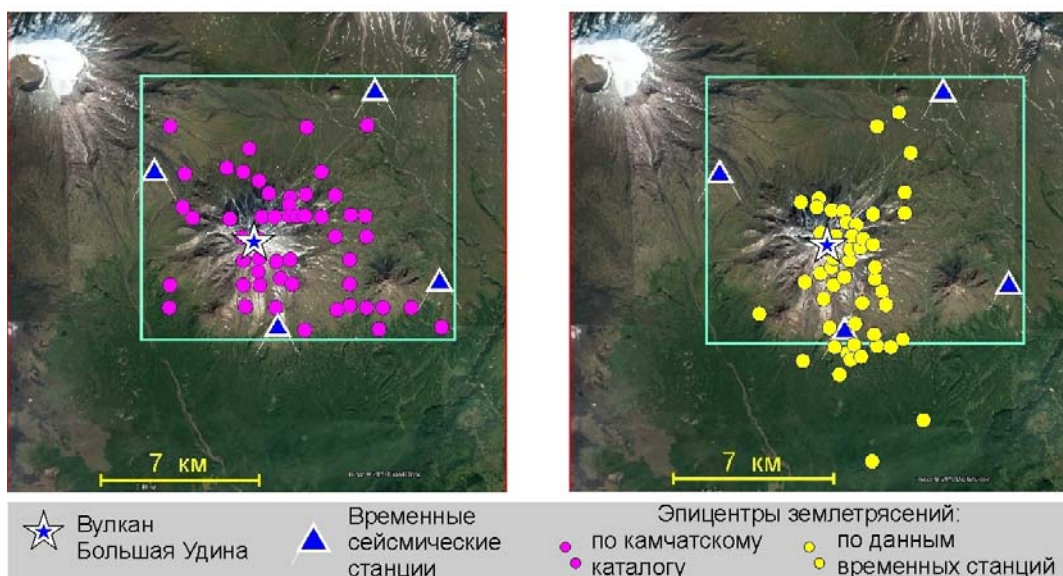 7 км
7 км
Вулкан
Большая Удина
Временные
сейсмические
станции
Эпицентры землетрясений:
по камчатскому
каталогу
по данным
временных станций